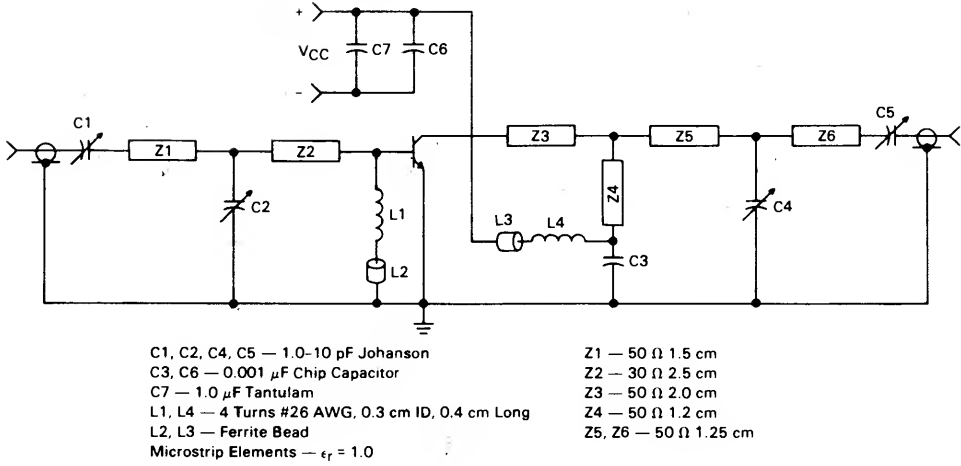 +
VCC
C7
C6
-
C1
Z1
Z2
Z3
Z5
Z6
C5
C2
L1
L2
Z4
L3
L4
C3
C4
C1, C2, C4, C5 — 1.0-10 pF Johanson
C3, C6 — 0.001 μF Chip Capacitor
C7 — 1.0 μF Tantulam
L1, L4 — 4 Turns #26 AWG, 0.3 cm ID, 0.4 cm Long
L2, L3 — Ferrite Bead
Microstrip Elements — ϵr = 1.0
Z1 — 50 Ω 1.5 cm
Z2 — 30 Ω 2.5 cm
Z3 — 50 Ω 2.0 cm
Z4 — 50 Ω 1.2 cm
Z5, Z6 — 50 Ω 1.25 cm